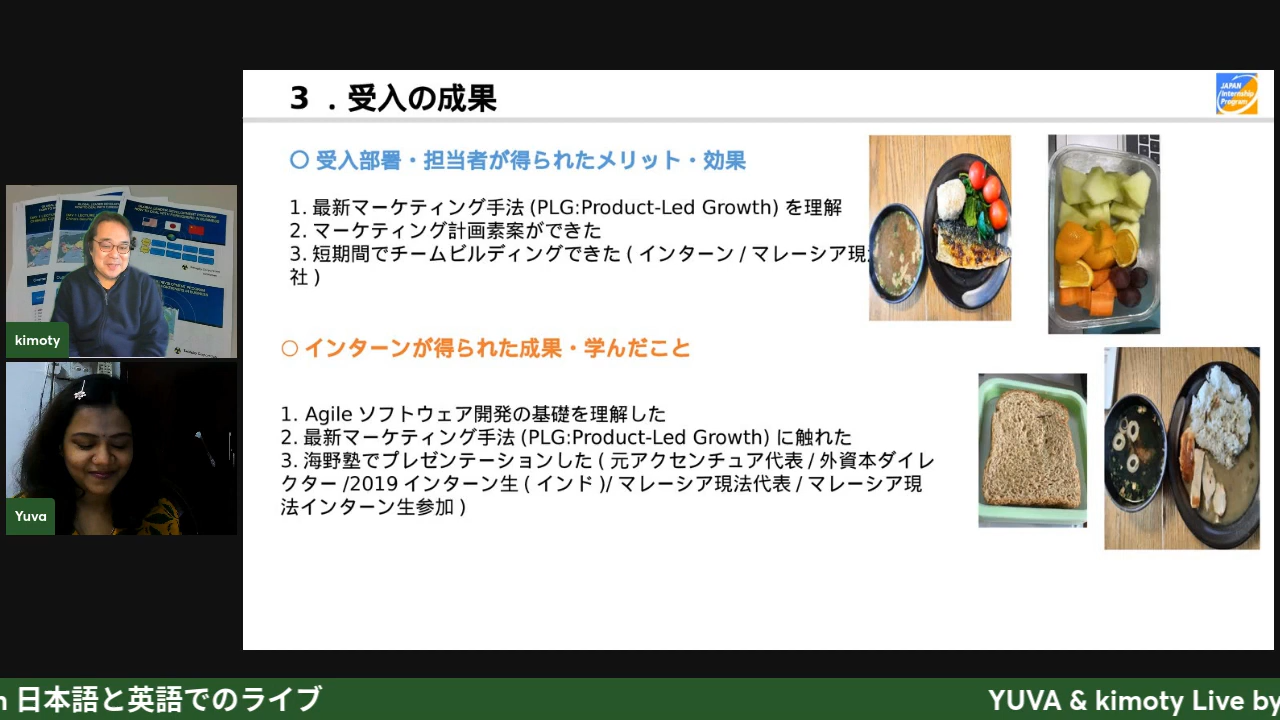 ３．受入の成果
JAPAN
Internship
Program
〇 受入部署・担当者が得られたメリット・効果
1. 最新マーケティング手法 (PLG:Product-Led Growth) を理解
2. マーケティング計画素案ができた
3. 短期間でチームビルディングできた ( インターン / マレーシア現
社 )
〇 インターンが得られた成果・学んだこと
1. Agile ソフトウェア開発の基礎を理解した
2. 最新マーケティング手法 (PLG:Product-Led Growth) に触れた
3. 海野塾でプレゼンテーションした ( 元アクセンチュア代表 / 外資本ダイレ
クター /2019 インターン生 ( インド )/ マレーシア現法代表 / マレーシア現
法インターン生参加 )
kimoty
Yuva
n 日本語と英語でのライブ
YUVA & kimoty Live by